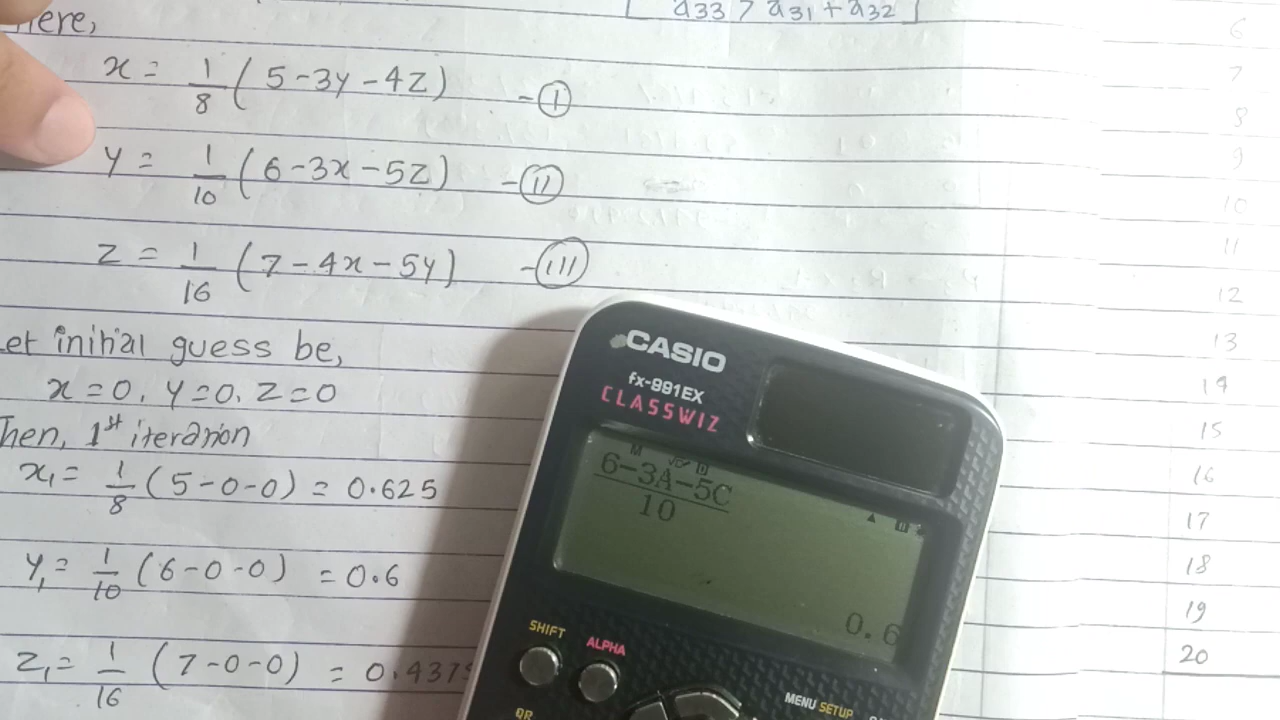 a33 > a31 + a32
x = 1/8 (5-3y-4z) -(I)
y = 1/10 (6-3x-5z) -(II)
z = 1/16 (7-4x-5y) -(III)
et initial guess be,
x=0, y=0, z=0
hen, 1st iteration
x1 = 1/8 (5-0-0) = 0.625
y1 = 1/10 (6-0-0) = 0.6
z1 = 1/16 (7-0-0) = 0.4375
CASIO
fx-991EX
CLASSWIZ
6-3A-5C
10
0.6
SHIFT
ALPHA
MENU SETUP
QR
6
7
8
9
10
11
12
13
14
15
16
17
18
19
20